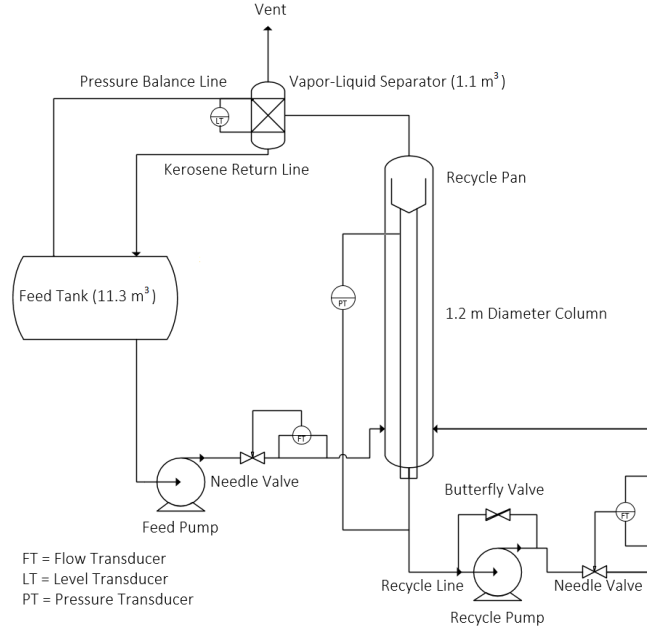 Vent
Pressure Balance Line
Vapor-Liquid Separator (1.1 m³)
LT
Kerosene Return Line
Recycle Pan
Feed Tank (11.3 m³)
PT
1.2 m Diameter Column
FT
Needle Valve
Feed Pump
Butterfly Valve
FT
FT = Flow Transducer
LT = Level Transducer
PT = Pressure Transducer
Recycle Line
Needle Valve
Recycle Pump